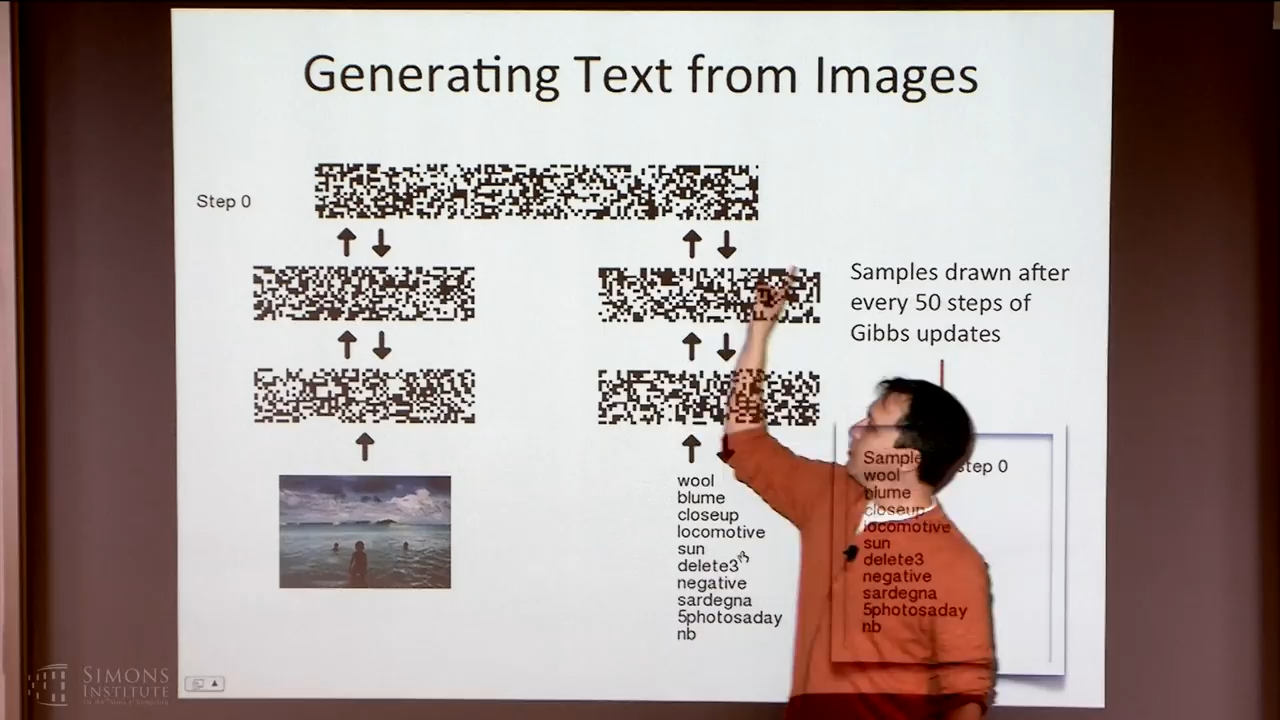 Generating Text from Images
Step 0
Samples drawn after
every 50 steps of
Gibbs updates
wool
blume
closeup
locomotive
sun
delete3
negative
sardegna
5photosaday
nb
Sample
step 0
wool
blume
closeup
locomotive
sun
delete3
negative
sardegna
5photosaday
nb
SIMONS
INSTITUTE